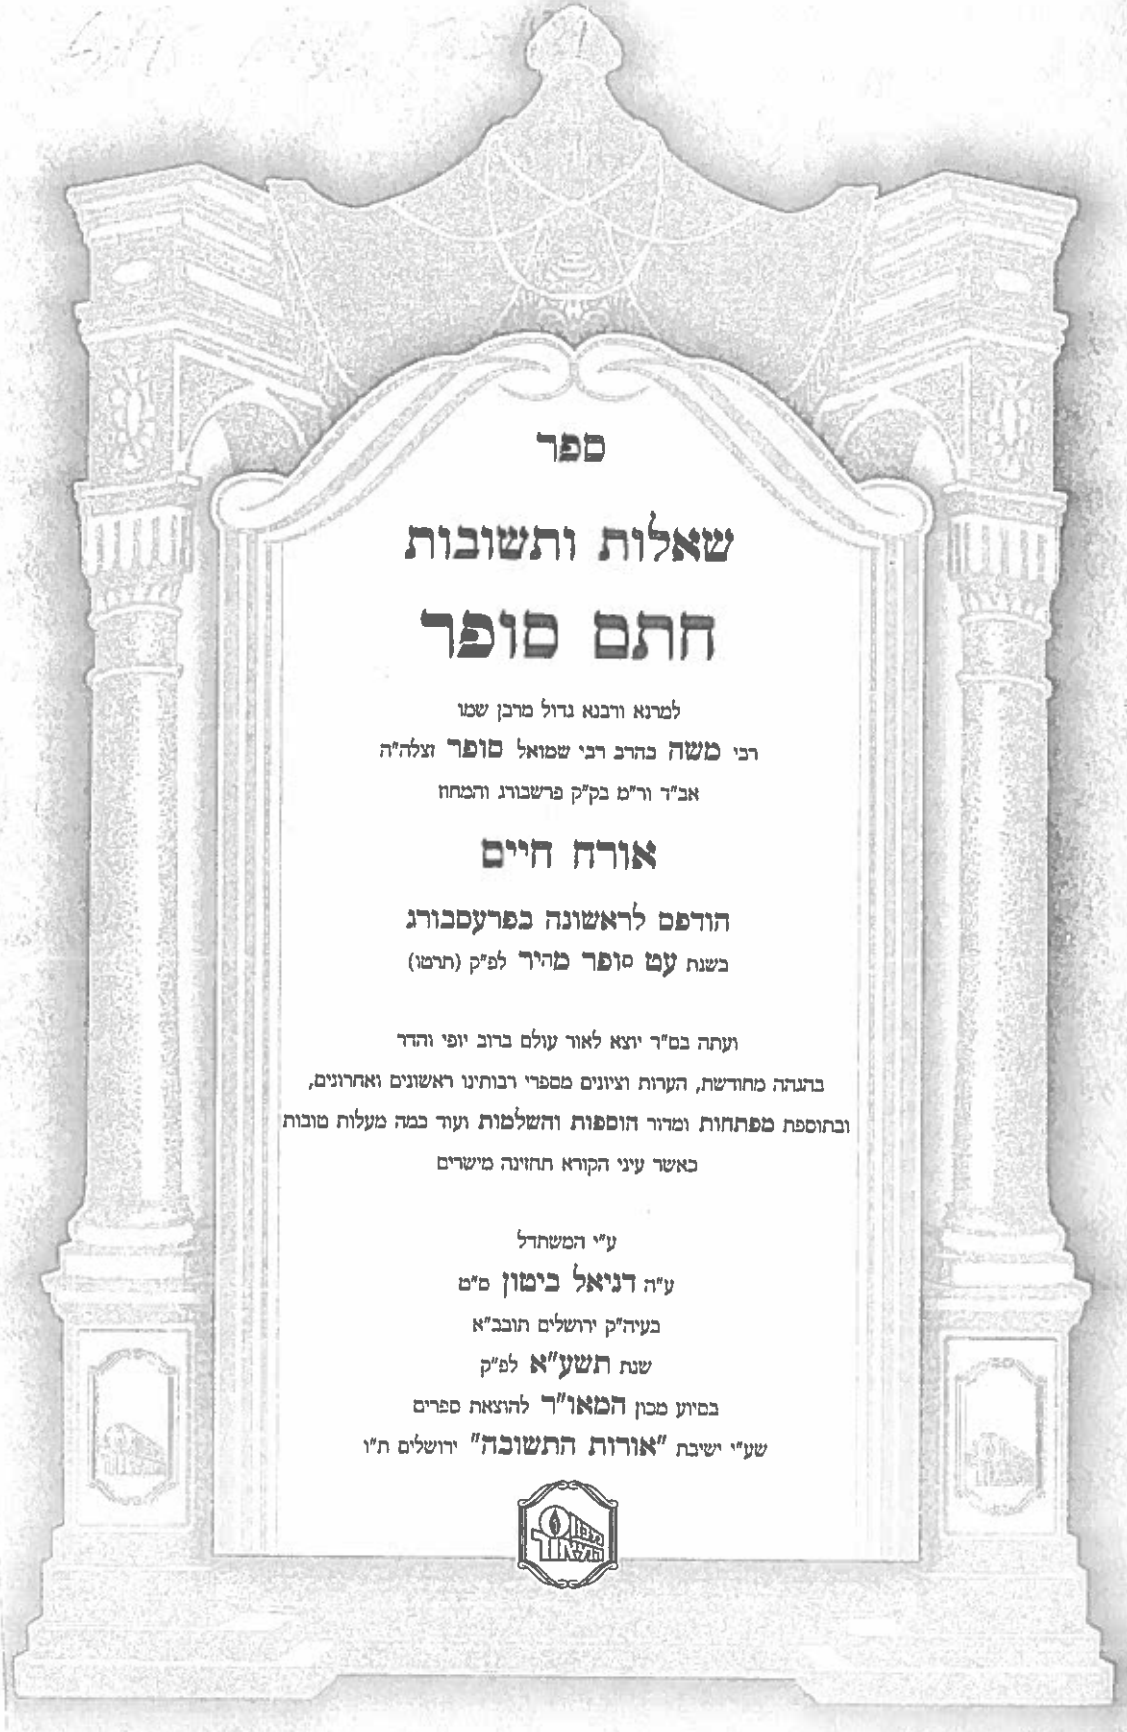 ספר
שאלות ותשובות
חתם סופר
למרנא ורבנא גדול מרבן שמו
רבי משה בהרב רבי שמואל סופר זצלה"ה
אב"ד ור"מ בק"ק פרשבורג והמחוז
אורח חיים
הודפס לראשונה בפרעסבורג
בשנת עט סופר מהיר לפ"ק (תרטו)
ועתה בס"ד יוצא לאור עולם ברוב יופי והדר
בהגהה מחודשת, הערות וציונים מספרי רבותינו ראשונים ואחרונים,
ובתוספת מפתחות ומדור הוספות והשלמות ועוד כמה מעלות טובות
כאשר עיני הקורא תחזינה מישרים
ע"י המשתדל
ע"ה דניאל ביטון ס"ט
בעיה"ק ירושלים תובב"א
שנת תשע"א לפ"ק
בסיוע מכון המאו"ר להוצאת ספרים
שע"י ישיבת "אורות התשובה" ירושלים ת"ו
מכון
המאור